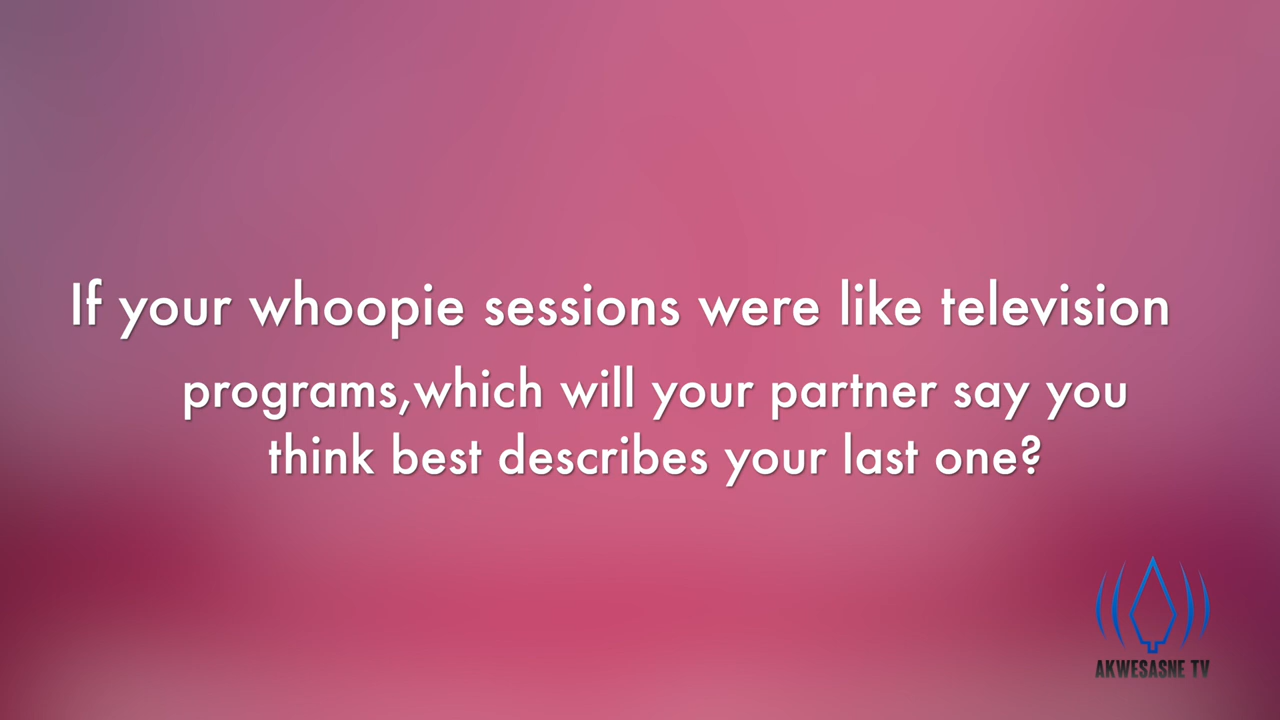 If your whoopie sessions were like television
programs,which will your partner say you
think best describes your last one?
AKWESASNE TV